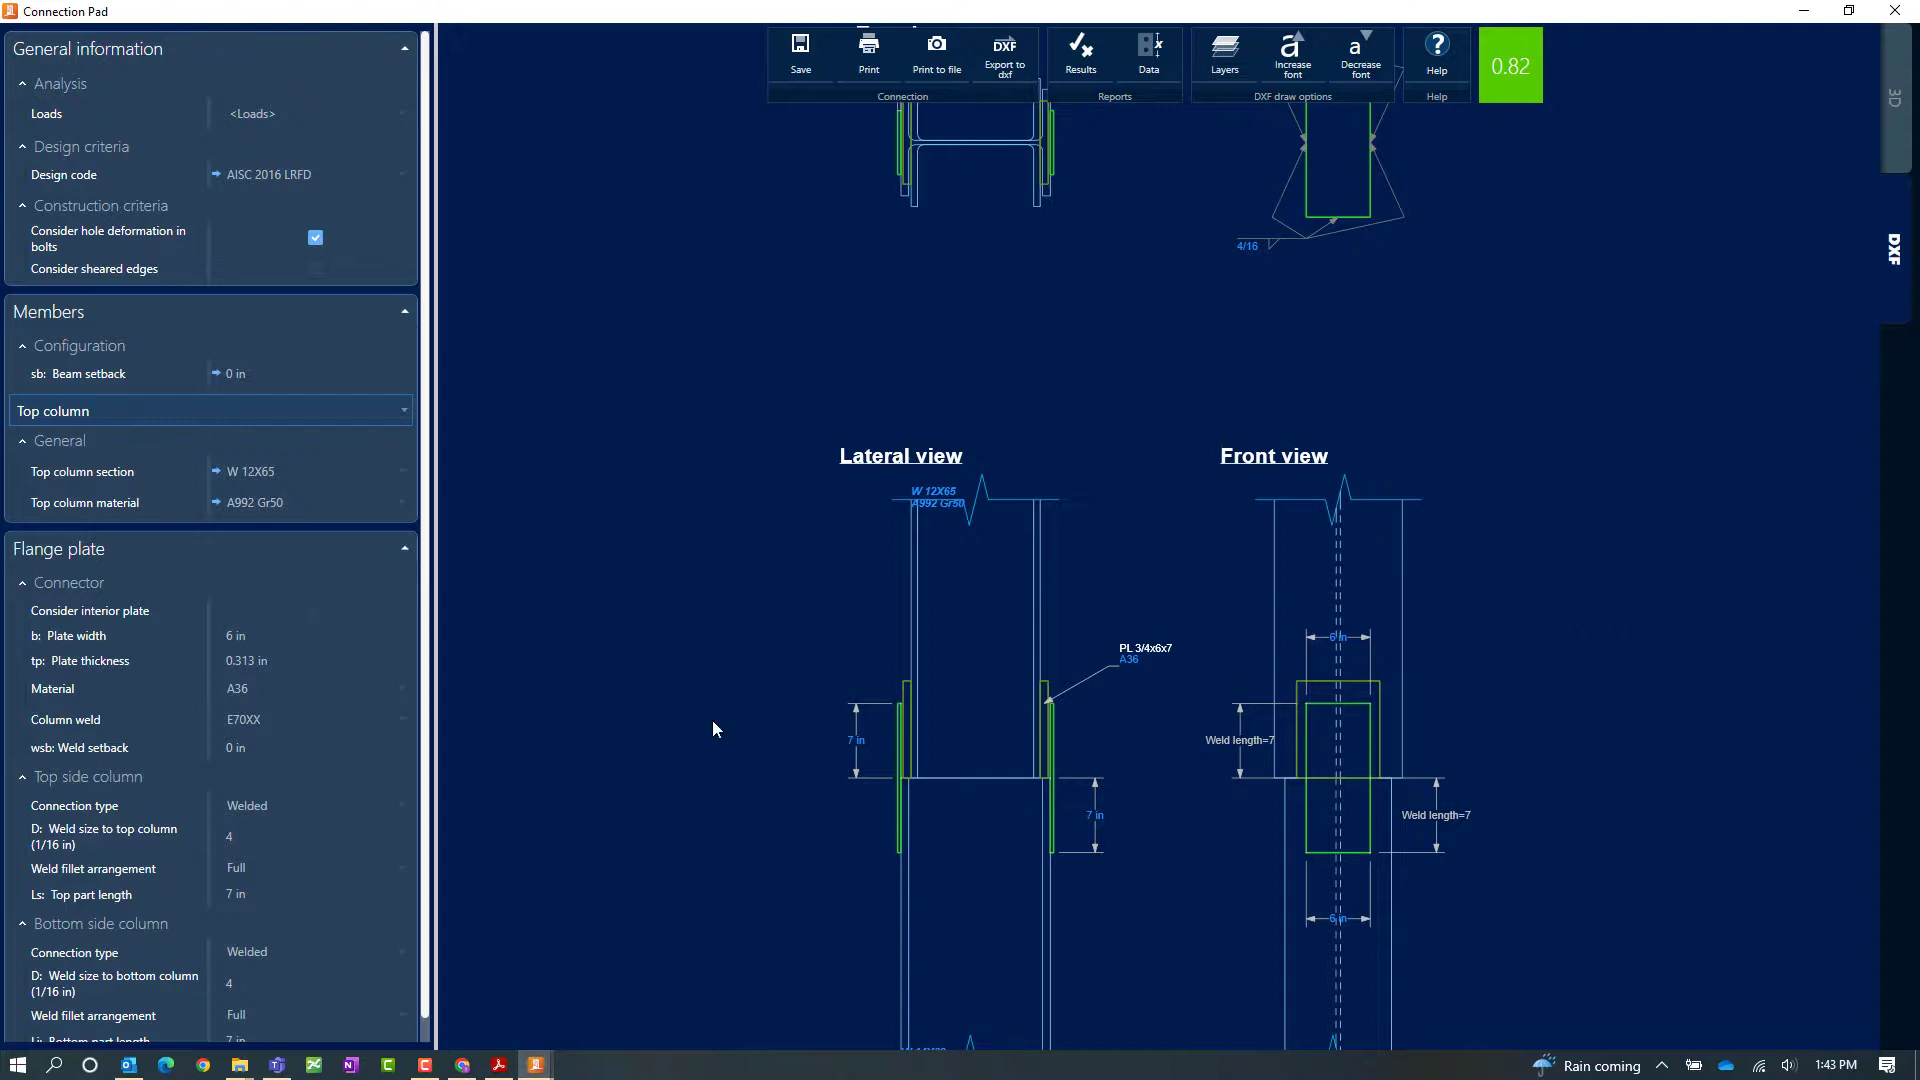 Connection Pad
General information
Analysis
Loads
<Loads>
Design criteria
Design code
AISC 2016 LRFD
Construction criteria
Consider hole deformation in
bolts
Consider sheared edges
Members
Configuration
sb: Beam setback
0 in
Top column
General
Top column section
W 12X65
Top column material
A992 Gr50
Flange plate
Connector
Consider interior plate
b: Plate width
6 in
tp: Plate thickness
0.313 in
Material
A36
Column weld
E70XX
wsb: Weld setback
0 in
Top side column
Connection type
Welded
D: Weld size to top column
(1/16 in)
4
Weld fillet arrangement
Full
Ls: Top part length
7 in
Bottom side column
Connection type
Welded
D: Weld size to bottom column
(1/16 in)
4
Weld fillet arrangement
Full
Li: Bottom part length
7 in
Save
Print
Print to file
DXF
Export to
dxf
Connection
Results
Data
Reports
Layers
a
Increase
font
a
Decrease
font
DXF draw options
?
Help
Help
0.82
3D
DXF
4/16
Lateral view
W 12X65
A992 Gr50
PL 3/4x6x7
A36
7 in
7 in
Front view
6 in
Weld length=7
Weld length=7
6 in
Rain coming
1:43 PM